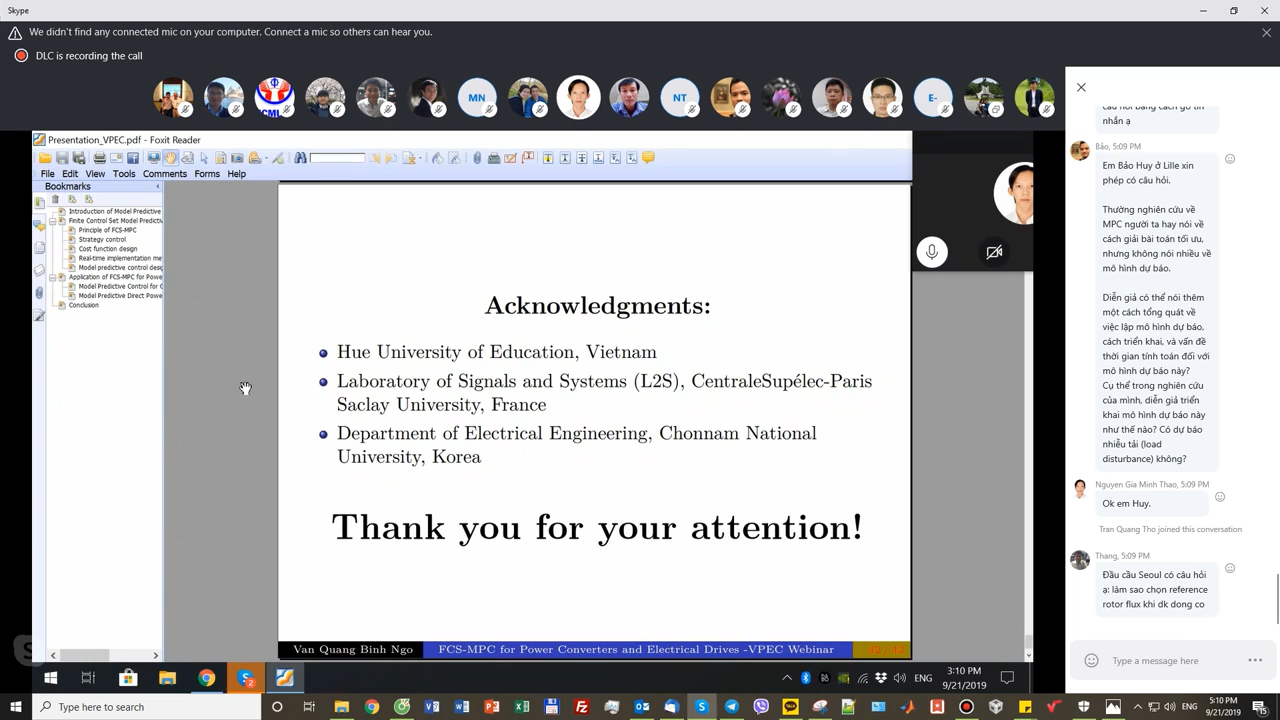 Skype
We didn't find any connected mic on your computer. Connect a mic so others can hear you.
DLC is recording the call
MN
NT
E-
Presentation_VPEC.pdf - Foxit Reader
File Edit View Tools Comments Forms Help
Bookmarks
Introduction of Model Predictive
Finite Control Set Model Predicti
Principle of FCS-MPC
Strategy control
Cost function design
Real-time implementation me
Model predictive control desig
Application of FCS-MPC for Powe
Model Predictive Control for C
Model Predictive Direct Power
Conclusion
Acknowledgments:
Hue University of Education, Vietnam
Laboratory of Signals and Systems (L2S), CentraleSupélec-Paris
Saclay University, France
Department of Electrical Engineering, Chonnam National
University, Korea
Thank you for your attention!
Van Quang Binh Ngo FCS-MPC for Power Converters and Electrical Drives -VPEC Webinar
câu hỏi bằng cách gõ tin
nhắn ạ
Bảo, 5:09 PM
Em Bảo Huy ở Lille xin
phép có câu hỏi.
Thường nghiên cứu về
MPC người ta hay nói về
cách giải bài toán tối ưu,
nhưng không nói nhiều về
mô hình dự báo.
Diễn giả có thể nói thêm
một cách tổng quát về
việc lập mô hình dự báo,
cách triển khai, và vấn đề
thời gian tính toán đối với
mô hình dự báo này?
Cụ thể trong nghiên cứu
của mình, diễn giả triển
khai mô hình dự báo này
như thế nào? Có dự báo
nhiễu tải (load
disturbance) không?
Nguyen Gia Minh Thao, 5:09 PM
Ok em Huy.
Tran Quang Tho joined this conversation
Thang, 5:09 PM
Đầu cầu Seoul có câu hỏi
ạ: làm sao chọn reference
rotor flux khi dk dong co
Type a message here
ENG
3:10 PM
9/21/2019
Type here to search
ENG
5:10 PM
9/21/2019